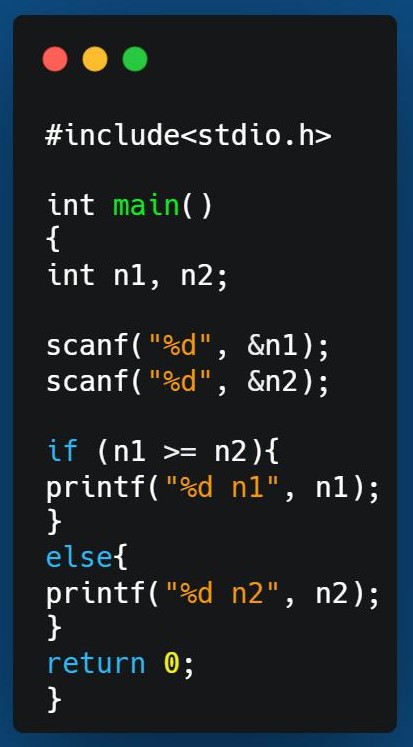 #include<stdio.h>
int main()
{
int n1, n2;
scanf("%d", &n1);
scanf("%d", &n2);
if (n1 >= n2){
printf("%d n1", n1);
}
else{
printf("%d n2", n2);
}
return 0;
}